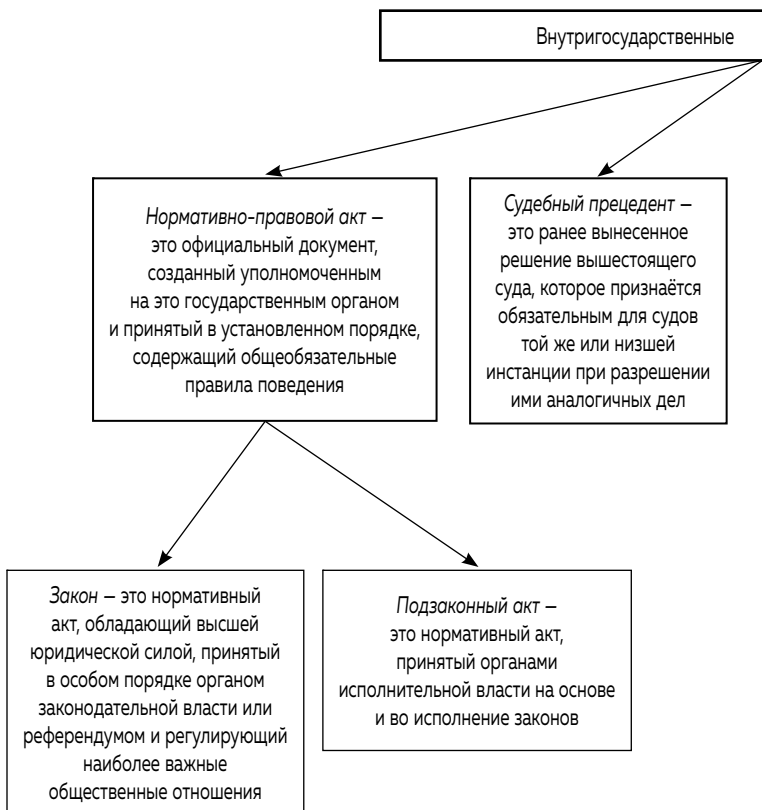 Внутригосударственные
Нормативно-правовой акт –
это официальный документ,
созданный уполномоченным
на это государственным органом
и принятый в установленном порядке,
содержащий общеобязательные
правила поведения
Судебный прецедент –
это ранее вынесенное
решение вышестоящего
суда, которое признаётся
обязательным для судов
той же или низшей
инстанции при разрешении
ими аналогичных дел
Закон – это нормативный
акт, обладающий высшей
юридической силой, принятый
в особом порядке органом
законодательной власти или
референдумом и регулирующий
наиболее важные
общественные отношения
Подзаконный акт –
это нормативный акт,
принятый органами
исполнительной власти на основе
и во исполнение законов